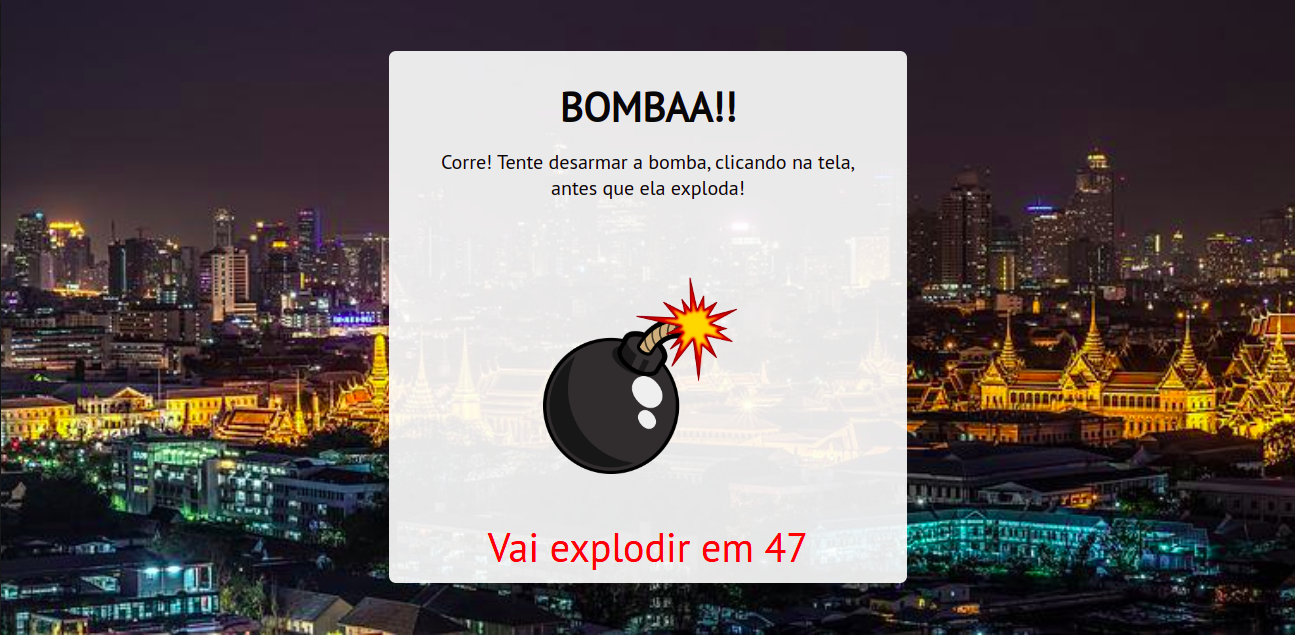 BOMBAA!!
Corre! Tente desarmar a bomba, clicando na tela,
antes que ela exploda!
Vai explodir em 47